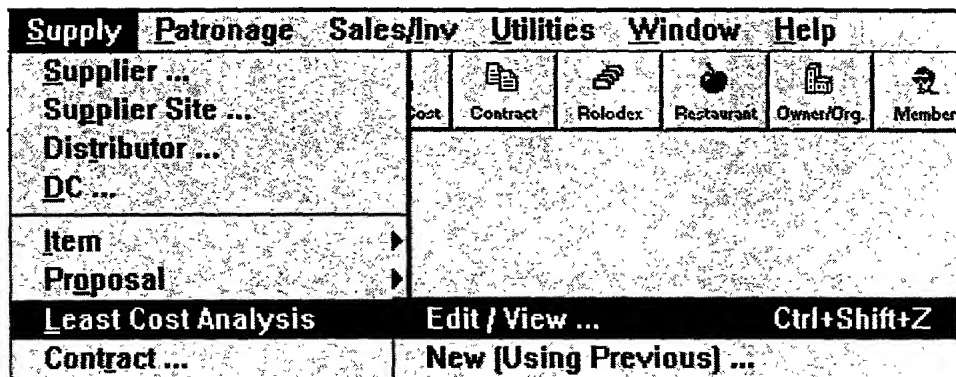 Supply Patronage Sales/Inv Utilities Window Help
Supplier ...
Cost Contract Rolodex Restaurant Owner/Org. Member
Supplier Site ...
Distributor ...
DC ...
Item
Proposal
Least Cost Analysis Edit / View ... Ctrl+Shift+Z
Contract ... New (Using Previous) ...